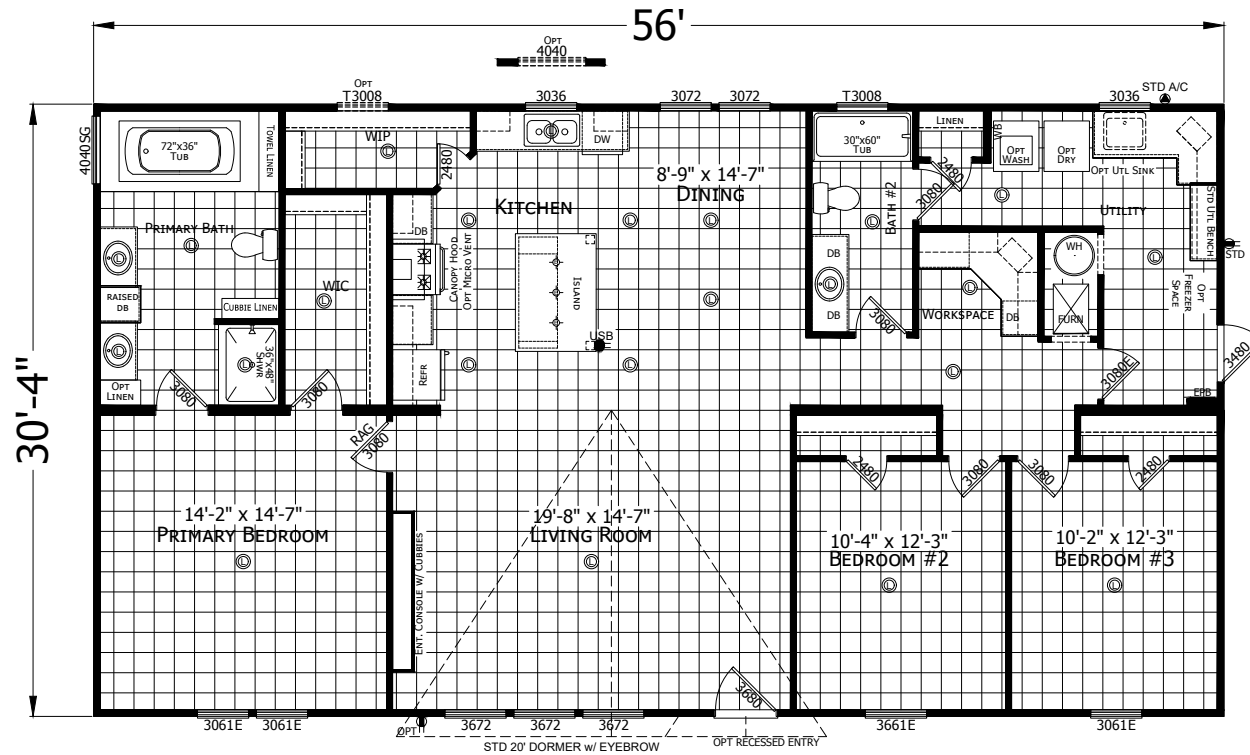 56'
OPT
4040
OPT
T3008
3036
3072
3072
T3008
3036
STD A/C
4040SG
72"x36"
TUB
TOWEL LINEN
WIP
2480
DW
8'-9" x 14'-7"
DINING
30"x60"
TUB
LINEN
2480
3080
WB
OPT
WASH
OPT
DRY
OPT UTL SINK
STD UTL BENCH
KITCHEN
PRIMARY BATH
BATH #2
UTILITY
DB
CANOPY HOOD
OPT MICRO VENT
ISLAND
DB
DB
WH
STD
WIC
RAISED
DB
CUBBIE LINEN
36"x48"
SHWR
OPT
LINEN
REFR
USB
WORKSPACE
DB
FURN
OPT
FREEZER
SPACE
3080
3080
3080
3080E
3480
EPB
30'-4"
RAG
3080
2480
3080
3080
2480
14'-2" x 14'-7"
PRIMARY BEDROOM
19'-8" x 14'-7"
LIVING ROOM
10'-4" x 12'-3"
BEDROOM #2
10'-2" x 12'-3"
BEDROOM #3
ENT. CONSOLE W/ CUBBIES
3680
3061E
3061E
OPT
3672
3672
3672
3661E
3061E
STD 20' DORMER w/ EYEBROW
OPT RECESSED ENTRY